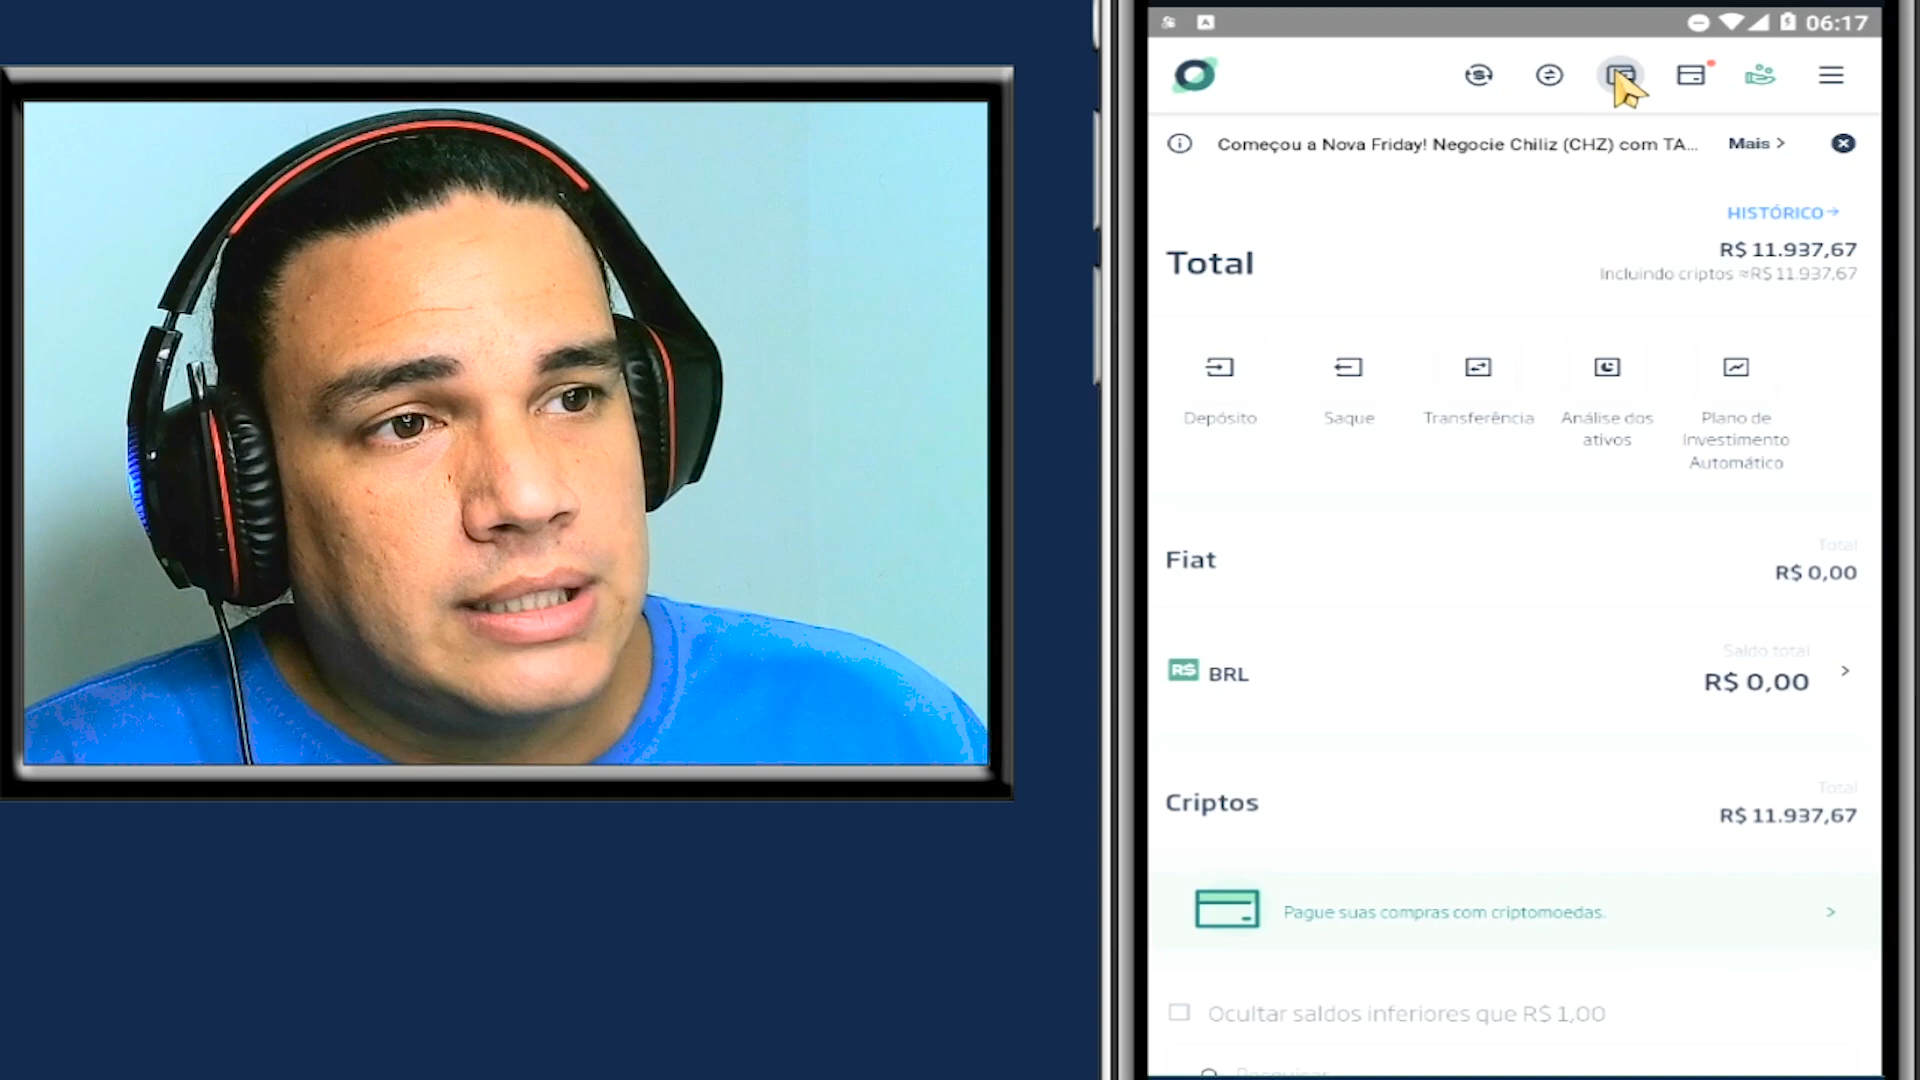 06:17
Começou a Nova Friday! Negocie Chiliz (CHZ) com TA... Mais >
HISTÓRICO →
Total
R$ 11.937,67
Incluindo criptos ≈R$ 11.937,67
Depósito
Saque
Transferência
Análise dos
ativos
Plano de
Investimento
Automático
Fiat
Total
R$ 0,00
R$ BRL
Saldo total
R$ 0,00
Criptos
Total
R$ 11.937,67
Pague suas compras com criptomoedas.
Ocultar saldos inferiores que R$ 1,00